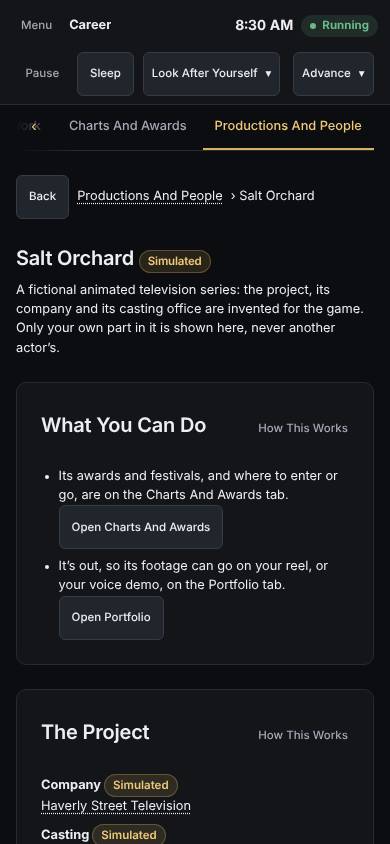 Menu Career 8:30 AM Running
Pause Sleep Look After Yourself ▾ Advance ▾
« Charts And Awards Productions And People
Back Productions And People › Salt Orchard
Salt Orchard Simulated
A fictional animated television series: the project, its
company and its casting office are invented for the game.
Only your own part in it is shown here, never another
actor’s.
What You Can Do How This Works
• Its awards and festivals, and where to enter or
go, are on the Charts And Awards tab.
Open Charts And Awards
• It’s out, so its footage can go on your reel, or
your voice demo, on the Portfolio tab.
Open Portfolio
The Project How This Works
Company Simulated
Haverly Street Television
Casting Simulated